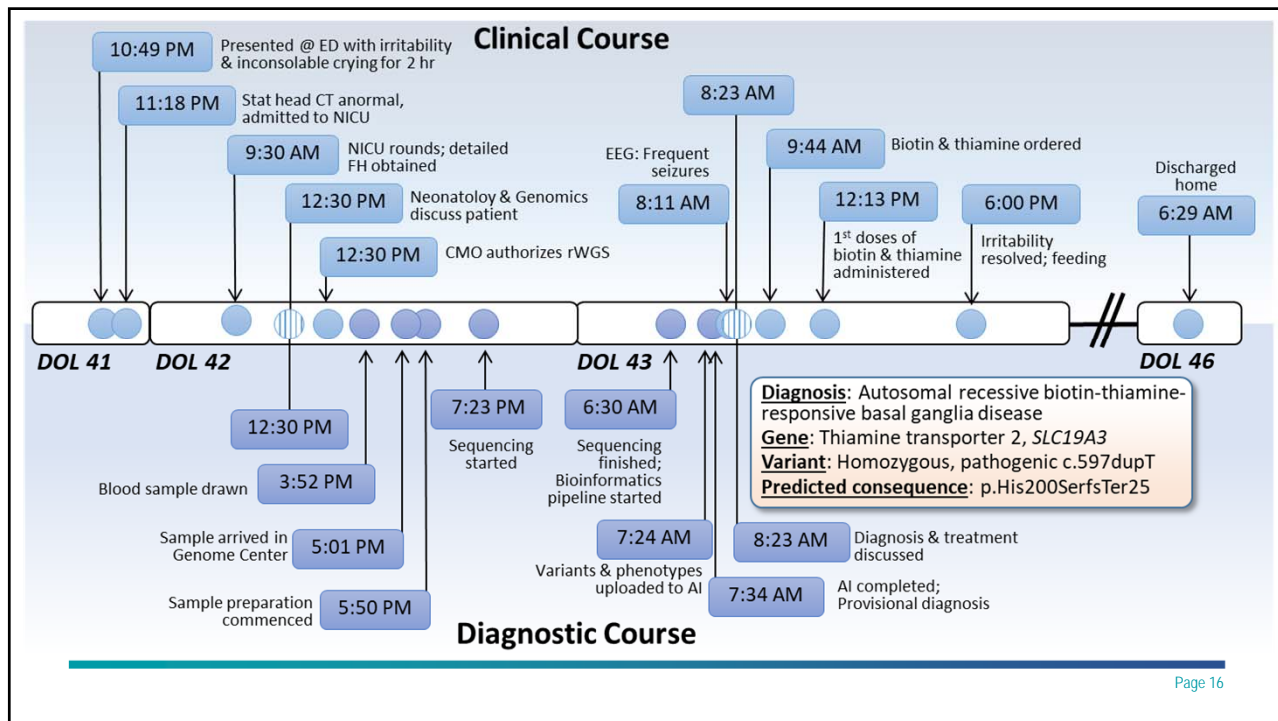 Clinical Course
10:49 PM
Presented @ ED with irritability
& inconsolable crying for 2 hr
11:18 PM
Stat head CT anormal,
admitted to NICU
9:30 AM
NICU rounds; detailed
FH obtained
12:30 PM
Neonatoloy & Genomics
discuss patient
12:30 PM
CMO authorizes rWGS
EEG: Frequent
seizures
8:11 AM
8:23 AM
9:44 AM
Biotin & thiamine ordered
12:13 PM
1st doses of
biotin & thiamine
administered
6:00 PM
Irritability
resolved; feeding
Discharged
home
6:29 AM
DOL 41
DOL 42
DOL 43
DOL 46
12:30 PM
Blood sample drawn
3:52 PM
Sample arrived in
Genome Center
5:01 PM
Sample preparation
commenced
5:50 PM
7:23 PM
Sequencing
started
6:30 AM
Sequencing
finished;
Bioinformatics
pipeline started
7:24 AM
Variants & phenotypes
uploaded to AI
7:34 AM
AI completed;
Provisional diagnosis
8:23 AM
Diagnosis & treatment
discussed
Diagnosis: Autosomal recessive biotin-thiamine-
responsive basal ganglia disease
Gene: Thiamine transporter 2, SLC19A3
Variant: Homozygous, pathogenic c.597dupT
Predicted consequence: p.His200SerfsTer25
Diagnostic Course
Page 16